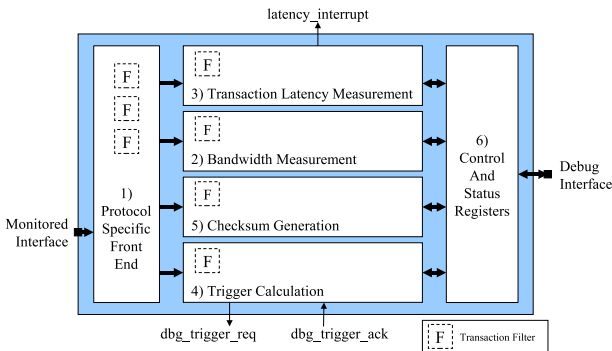 latency_interrupt
F
F
F
1)
Protocol
Specific
Front
End
F
3) Transaction Latency Measurement
F
2) Bandwidth Measurement
F
5) Checksum Generation
F
4) Trigger Calculation
6)
Control
And
Status
Registers
Debug
Interface
Monitored
Interface
dbg_trigger_req
dbg_trigger_ack
F Transaction Filter